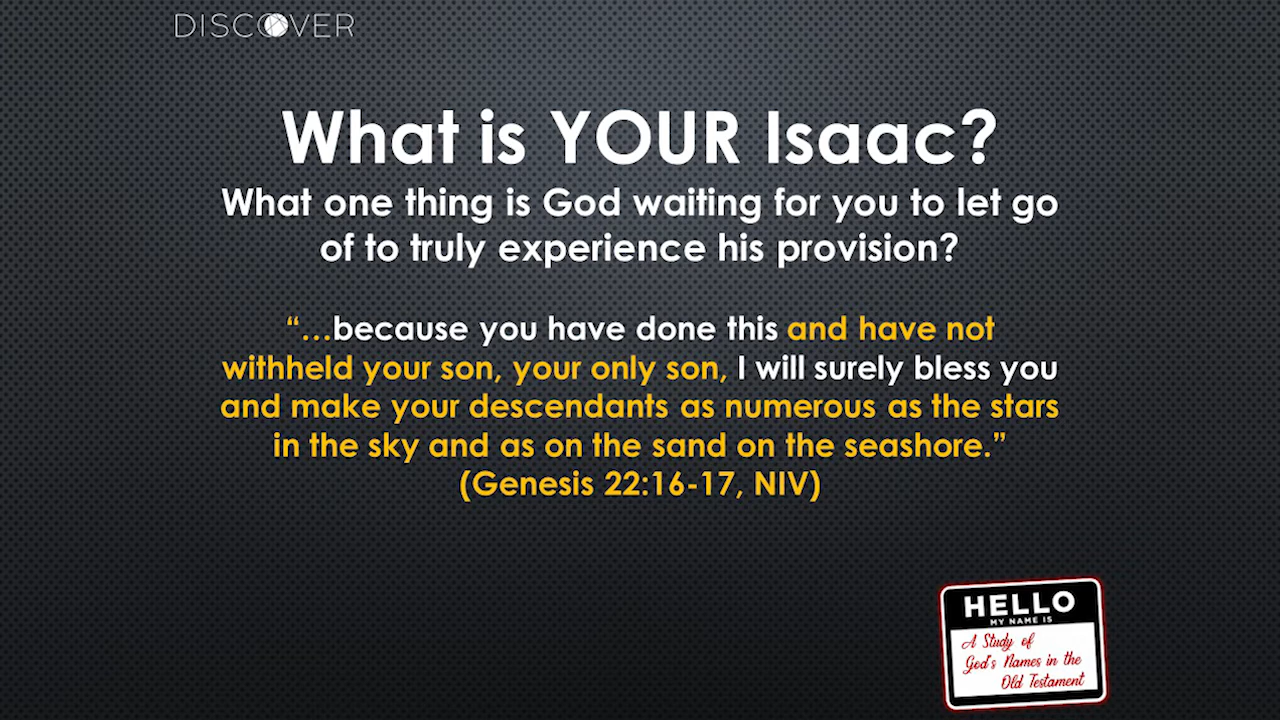 DISCOVER
What is YOUR Isaac?
What one thing is God waiting for you to let go
of to truly experience his provision?
“…because you have done this and have not
withheld your son, your only son, I will surely bless you
and make your descendants as numerous as the stars
in the sky and as on the sand on the seashore.”
(Genesis 22:16-17, NIV)
HELLO
MY NAME IS
A Study of
God's Names in the
Old Testament